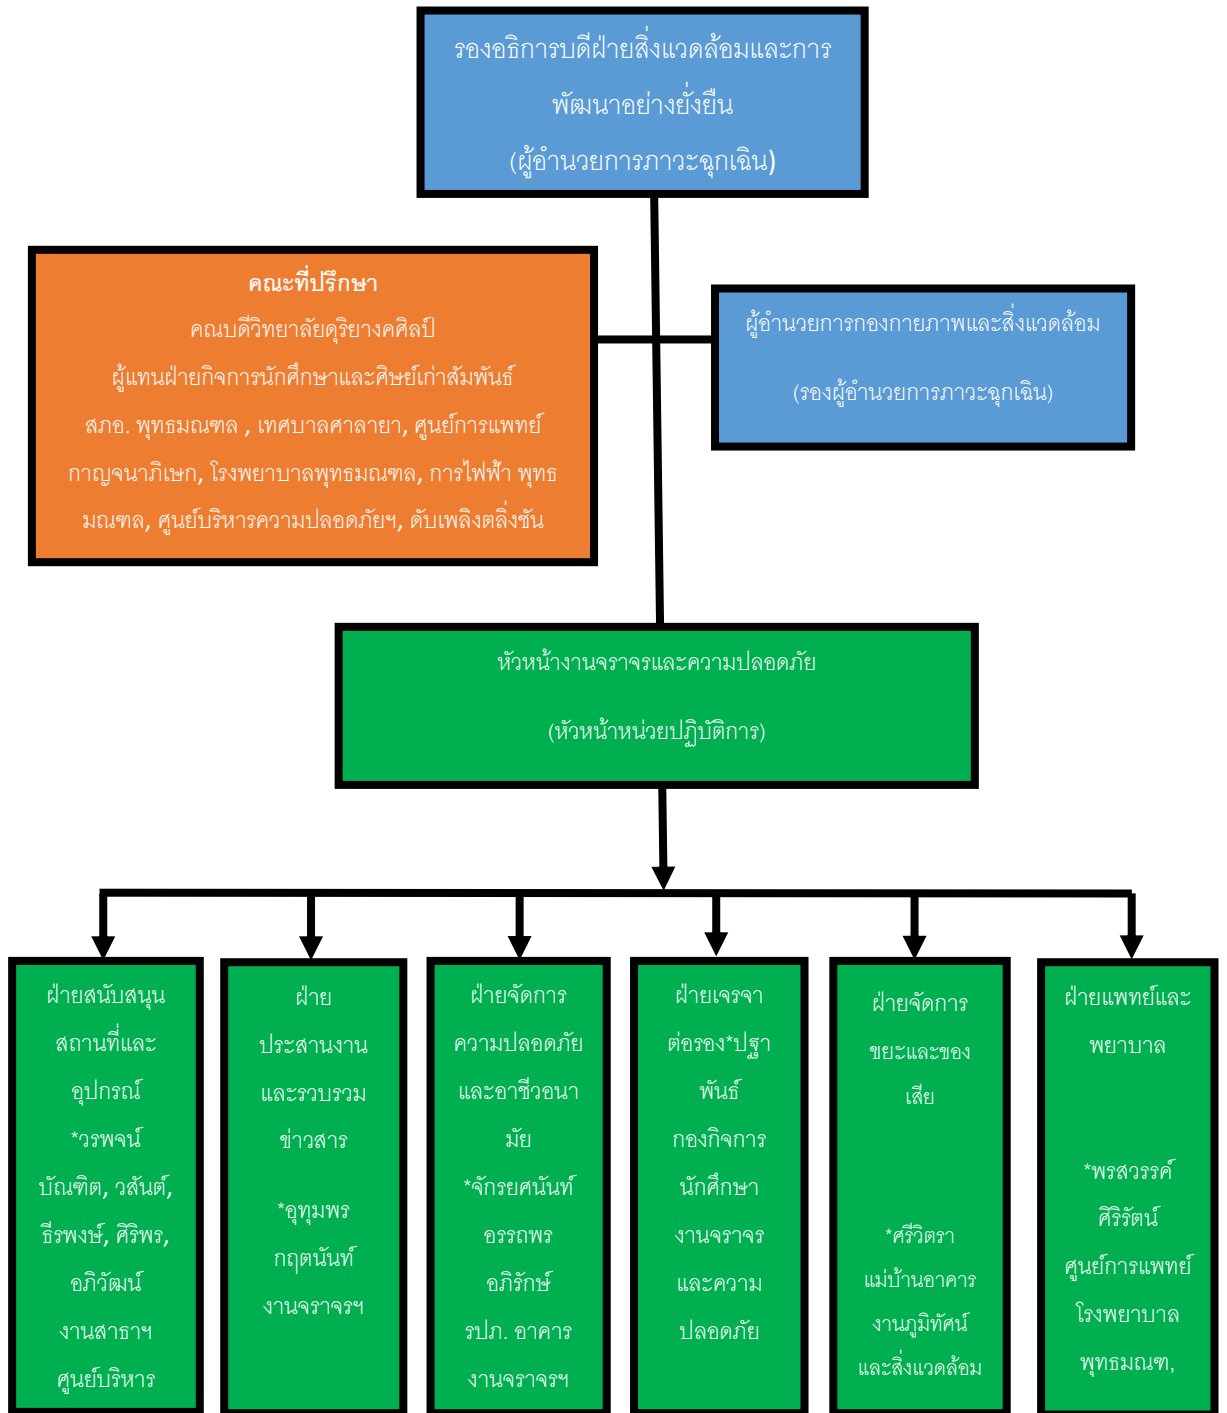 รองอธิการบดีฝ่ายสิ่งแวดล้อมและการ
พัฒนาอย่างยั่งยืน
(ผู้อำนวยการภาวะฉุกเฉิน)
คณะที่ปรึกษา
คณบดีวิทยาลัยดุริยางคศิลป์
ผู้แทนฝ่ายกิจการนักศึกษาและศิษย์เก่าสัมพันธ์
สภอ. พุทธมณฑล , เทศบาลศาลายา, ศูนย์การแพทย์
กาญจนาภิเษก, โรงพยาบาลพุทธมณฑล, การไฟฟ้า พุทธ
มณฑล, ศูนย์บริหารความปลอดภัยฯ, ดับเพลิงตลิ่งชัน
ผู้อำนวยการกองกายภาพและสิ่งแวดล้อม
(รองผู้อำนวยการภาวะฉุกเฉิน)
หัวหน้างานจราจรและความปลอดภัย
(หัวหน้าหน่วยปฏิบัติการ)
ฝ่ายสนับสนุน
สถานที่และ
อุปกรณ์
*วรพจน์
บัณฑิต, วสันต์,
ธีรพงษ์, ศิริพร,
อภิวัฒน์
งานสาธาฯ
ศูนย์บริหาร
ฝ่าย
ประสานงาน
และรวบรวม
ข่าวสาร
*อุทุมพร
กฤตนันท์
งานจราจรฯ
ฝ่ายจัดการ
ความปลอดภัย
และอาชีวอนา
มัย
*จักรยศนันท์
อรรถพร
อภิรักษ์
รปภ. อาคาร
งานจราจรฯ
ฝ่ายเจรจา
ต่อรอง*ปฐา
พันธ์
กองกิจการ
นักศึกษา
งานจราจร
และความ
ปลอดภัย
ฝ่ายจัดการ
ขยะและของ
เสีย
*ศรีวิตรา
แม่บ้านอาคาร
งานภูมิทัศน์
และสิ่งแวดล้อม
ฝ่ายแพทย์และ
พยาบาล
*พรสวรรค์
ศิริรัตน์
ศูนย์การแพทย์
โรงพยาบาล
พุทธมณฑ,